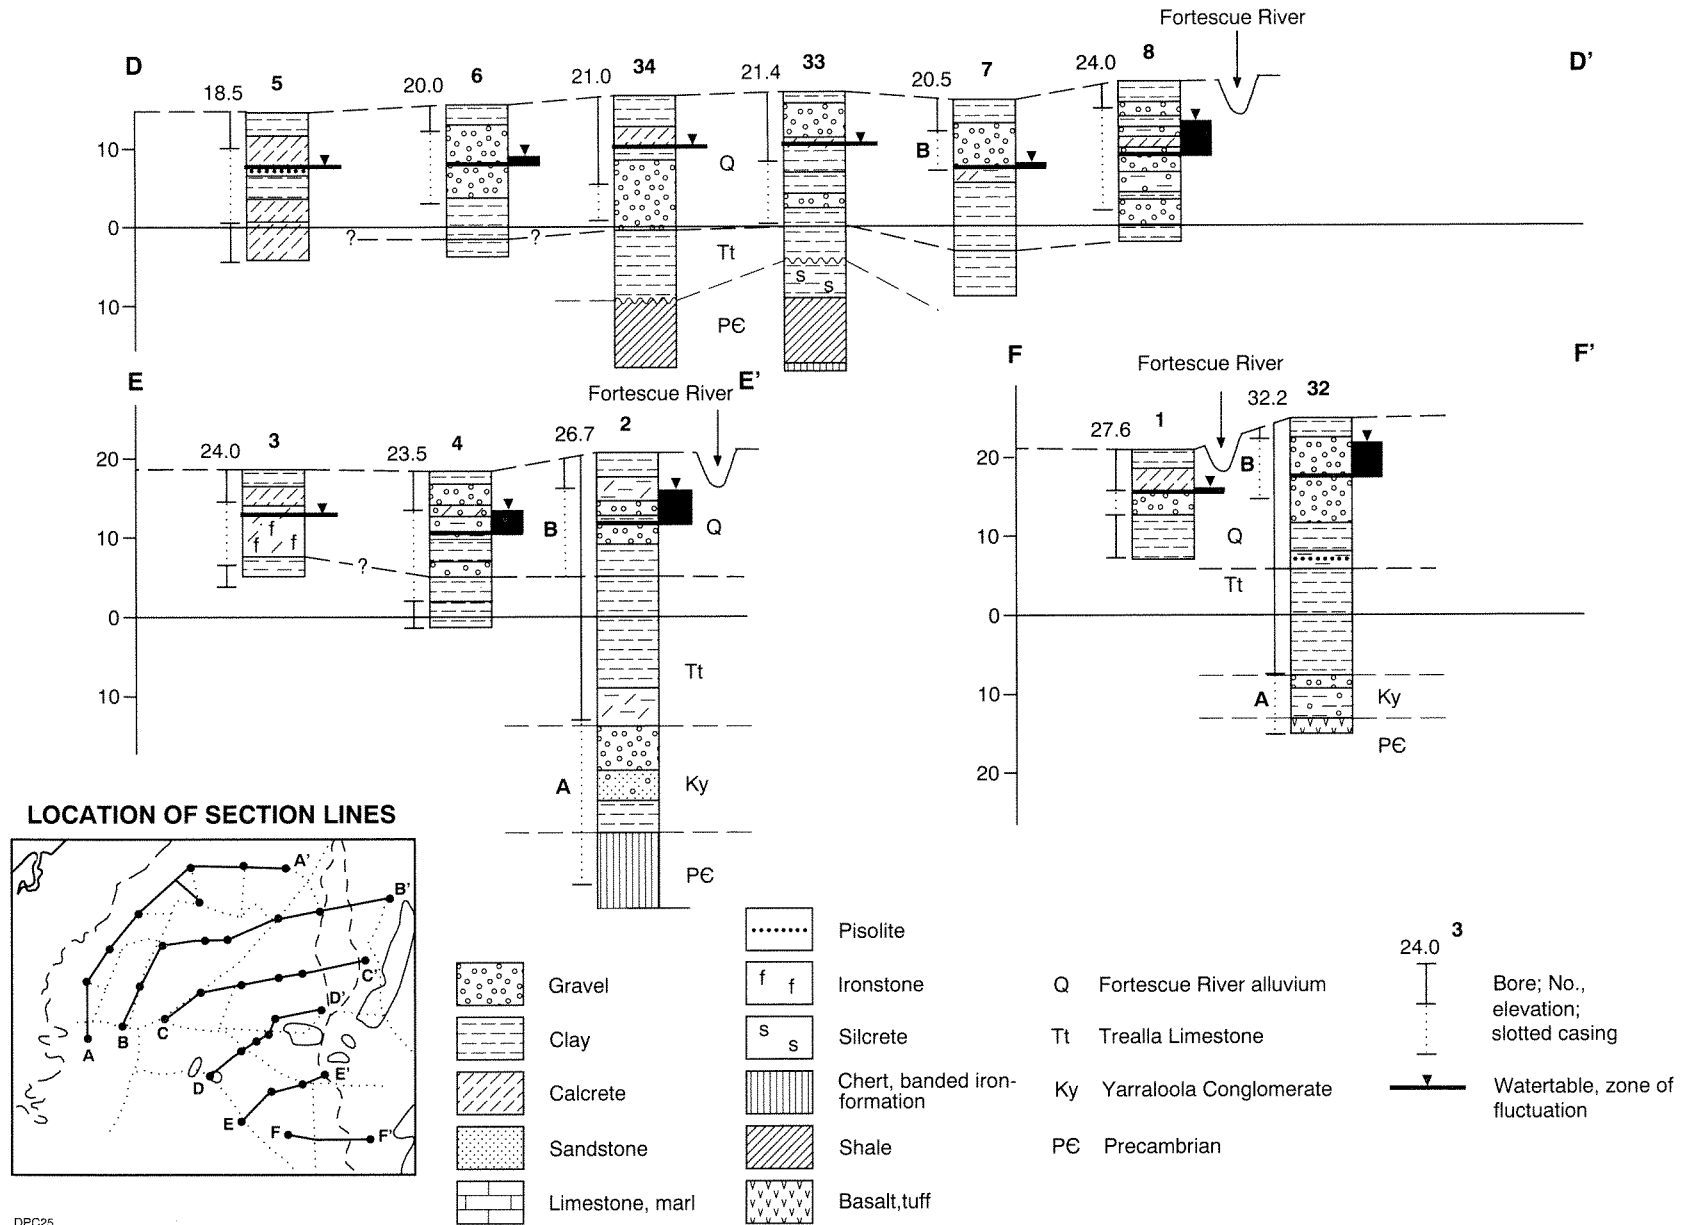 Fortescue River
D
18.5 5
20.0 6
21.0 34
21.4 33
20.5 7
24.0 8
D'
10
0
10
B
Q
Tt
PЄ
? ?
s s
E
24.0 3
23.5 4
26.7 2
Fortescue River
E'
20
10
0
10
f f f
?
B
Q
Tt
A
Ky
PЄ
F
Fortescue River
F'
27.6 1
32.2 32
20
10
0
10
20
B
Q
Tt
A
Ky
PЄ
LOCATION OF SECTION LINES
A'
B'
C'
D'
A
B
C
D
E'
E
F
F'
Gravel
Clay
Calcrete
Sandstone
Limestone, marl
Pisolite
f f
Ironstone
s s
Silcrete
Chert, banded iron-
formation
Shale
Basalt,tuff
Q Fortescue River alluvium
Tt Trealla Limestone
Ky Yarraloola Conglomerate
PЄ Precambrian
24.0 3
Bore; No.,
elevation;
slotted casing
Watertable, zone of
fluctuation
DPC25